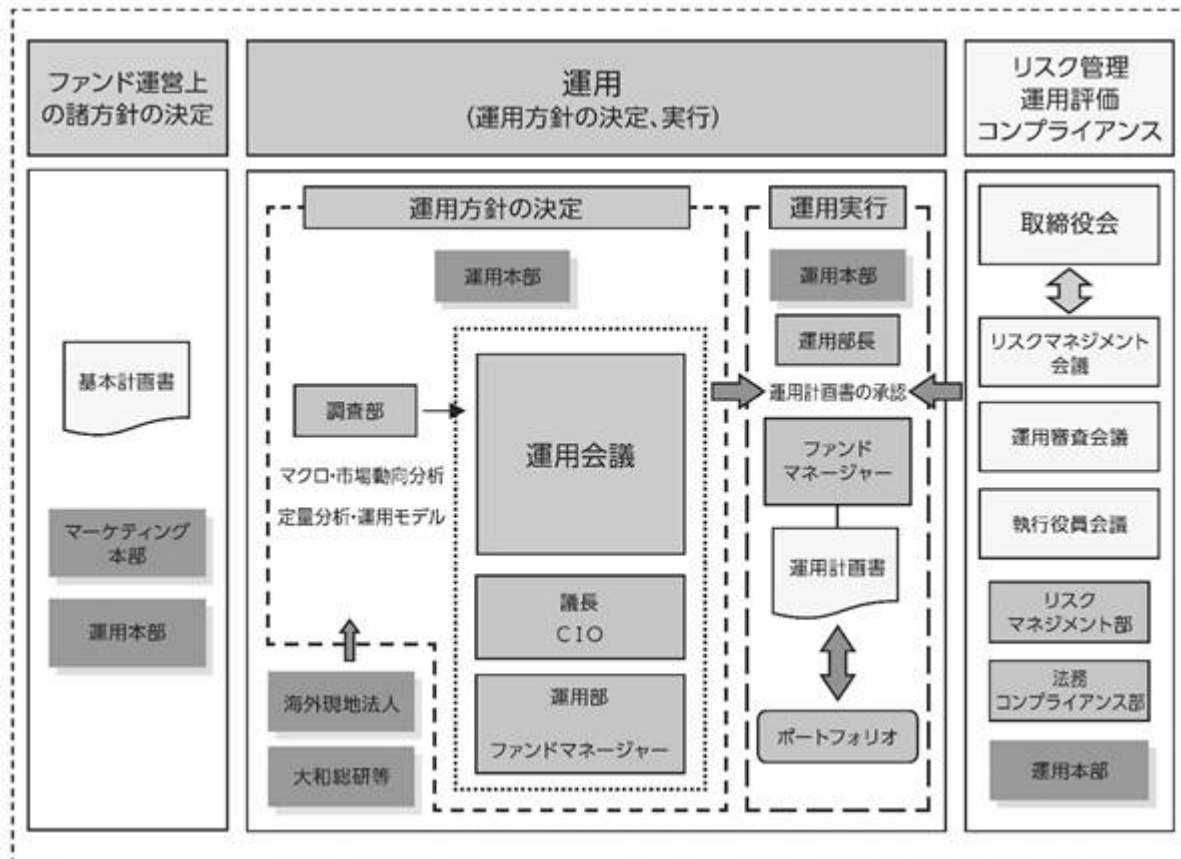 ファンド運営上
の諸方針の決定
運用
(運用方針の決定、実行)
リスク管理
運用評価
コンプライアンス
基本計画書
マーケティング
本部
運用本部
運用方針の決定
運用本部
調査部
マクロ・市場動向分析
定量分析・運用モデル
海外現地法人
大和総研等
運用会議
議長
CIO
運用部
ファンドマネージャー
運用実行
運用本部
運用部長
運用計画書の承認
ファンド
マネージャー
運用計画書
ポートフォリオ
取締役会
リスクマネジメント
会議
運用審査会議
執行役員会議
リスク
マネジメント部
法務
コンプライアンス部
運用本部